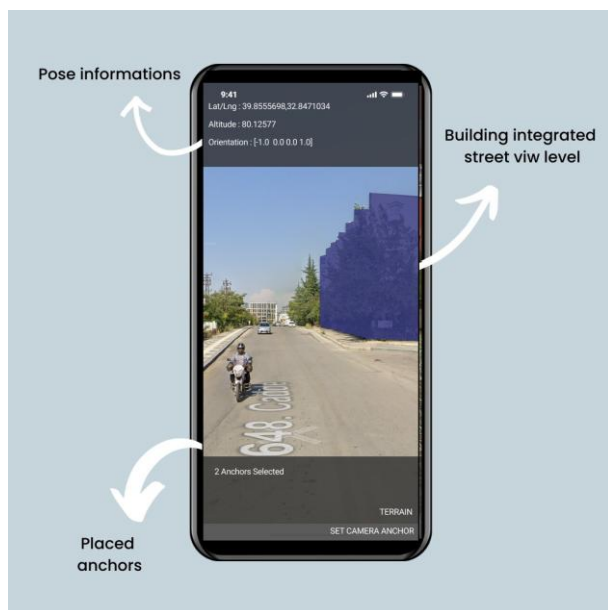 Pose informations
9:41
Lat/Lng : 39.8555698,32.8471034
Altitude : 80.12577
Orientation : [-1.0 0.0 0.0 1.0]
Building integrated
street viw level
648. Cadde
2 Anchors Selected
TERRAIN
SET CAMERA ANCHOR
Placed
anchors